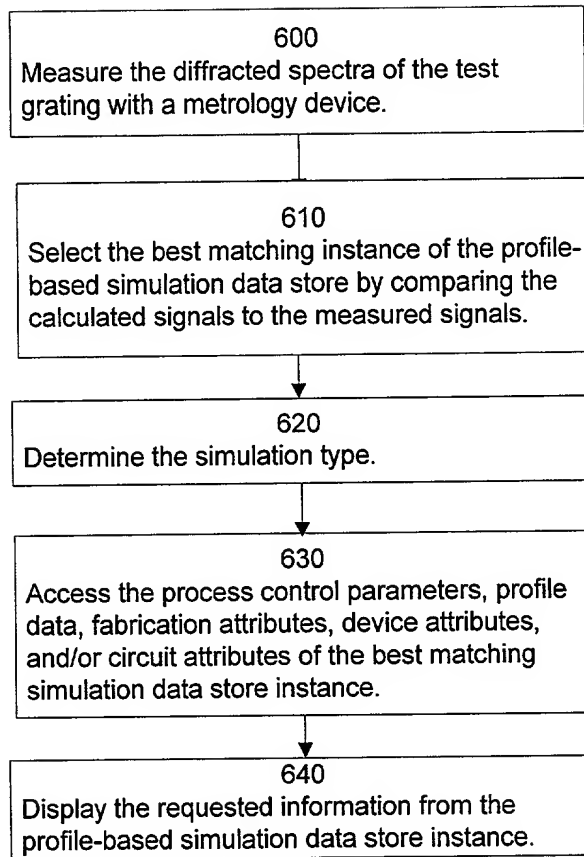 600
Measure the diffracted spectra of the test
grating with a metrology device.
610
Select the best matching instance of the profile-
based simulation data store by comparing the
calculated signals to the measured signals.
620
Determine the simulation type.
630
Access the process control parameters, profile
data, fabrication attributes, device attributes,
and/or circuit attributes of the best matching
simulation data store instance.
640
Display the requested information from the
profile-based simulation data store instance.